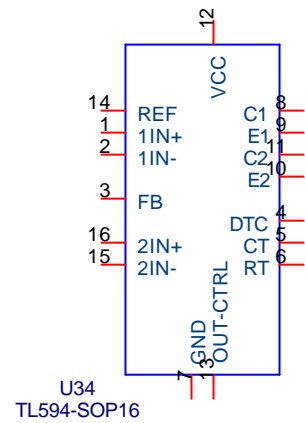 12
VCC
14 REF C1 8
1 1IN+ E1 9
2 1IN- C2 11
E2 10
3 FB
DTC 4
16 2IN+ CT 5
15 2IN- RT 6
GND
OUT-CTRL
7
13
U34
TL594-SOP16